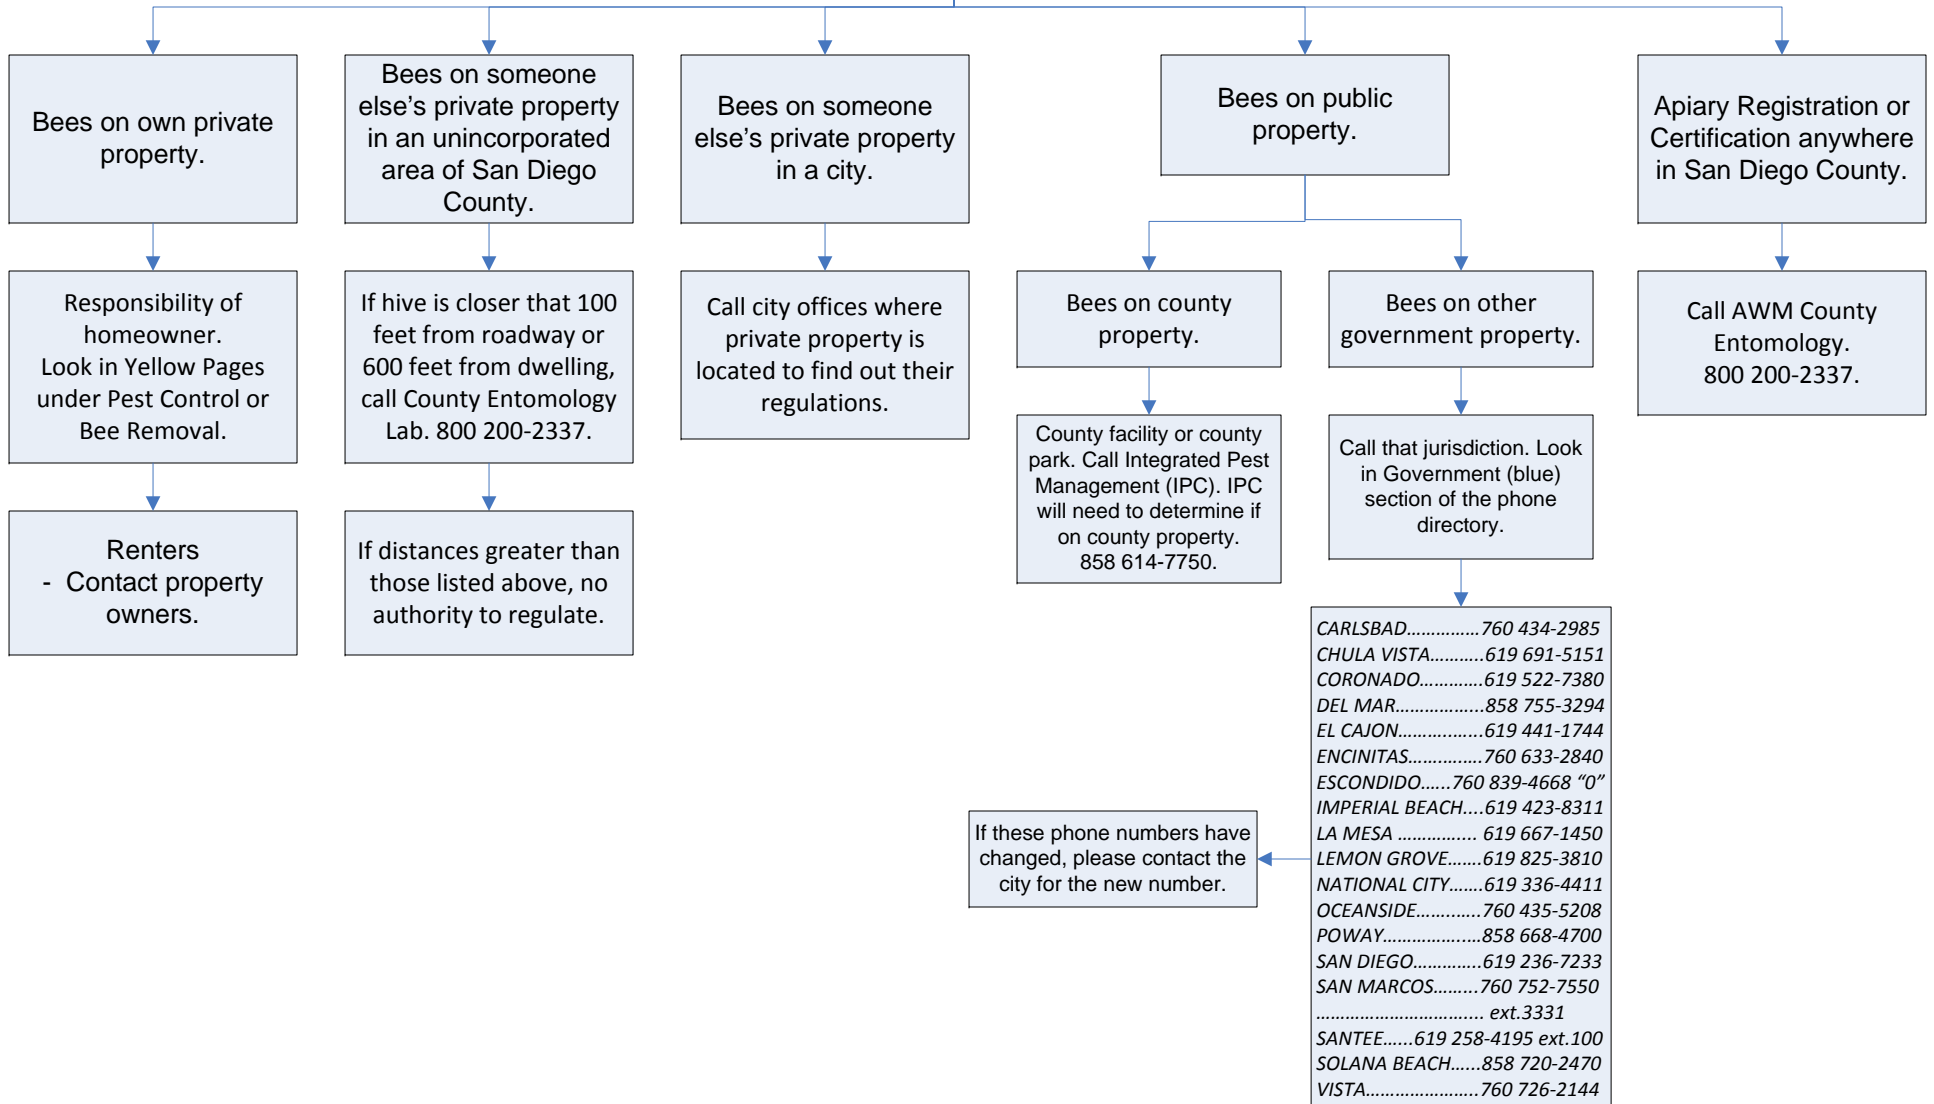 Bees on own private
property.
Responsibility of
homeowner.
Look in Yellow Pages
under Pest Control or
Bee Removal.
Renters
- Contact property
owners.
Bees on someone
else’s private property
in an unincorporated
area of San Diego
County.
If hive is closer that 100
feet from roadway or
600 feet from dwelling,
call County Entomology
Lab. 800 200-2337.
If distances greater than
those listed above, no
authority to regulate.
Bees on someone
else’s private property
in a city.
Call city offices where
private property is
located to find out their
regulations.
Bees on public
property.
Bees on county
property.
County facility or county
park. Call Integrated Pest
Management (IPC). IPC
will need to determine if
on county property.
858 614-7750.
Bees on other
government property.
Call that jurisdiction. Look
in Government (blue)
section of the phone
directory.
CARLSBAD……………760 434-2985
CHULA VISTA………..619 691-5151
CORONADO………….619 522-7380
DEL MAR……………...858 755-3294
EL CAJON……….…...619 441-1744
ENCINITAS…….…....760 633-2840
ESCONDIDO…...760 839-4668 “0”
IMPERIAL BEACH....619 423-8311
LA MESA ………….... 619 667-1450
LEMON GROVE…….619 825-3810
NATIONAL CITY…….619 336-4411
OCEANSIDE……..…..760 435-5208
POWAY……………..…858 668-4700
SAN DIEGO………….619 236-7233
SAN MARCOS……...760 752-7550
………………………….... ext.3331
SANTEE…...619 258-4195 ext.100
SOLANA BEACH…...858 720-2470
VISTA…………………..760 726-2144
If these phone numbers have
changed, please contact the
city for the new number.
Apiary Registration or
Certification anywhere
in San Diego County.
Call AWM County
Entomology.
800 200-2337.